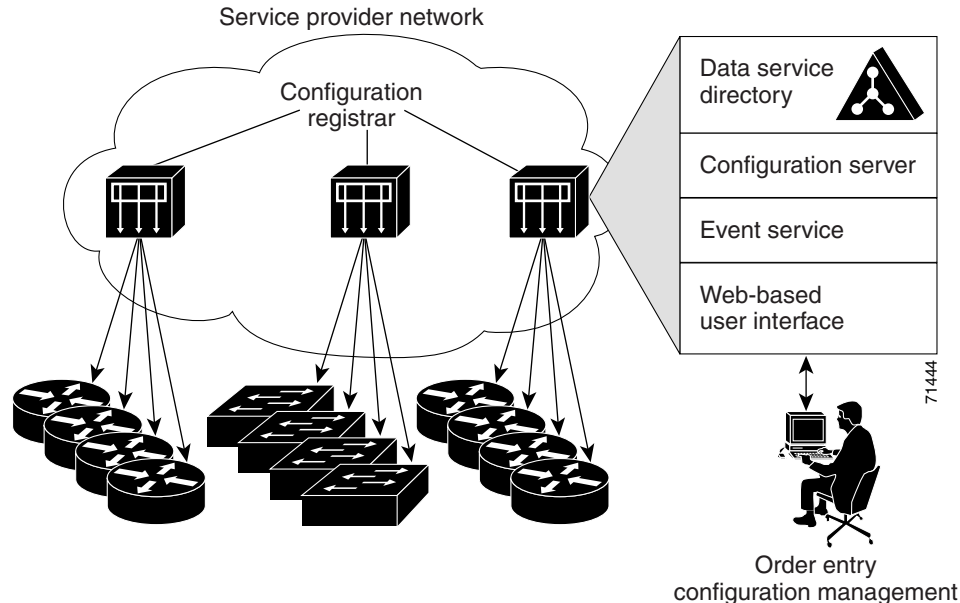 Service provider network
Configuration
registrar
Data service
directory
Configuration server
Event service
Web-based
user interface
71444
Order entry
configuration management